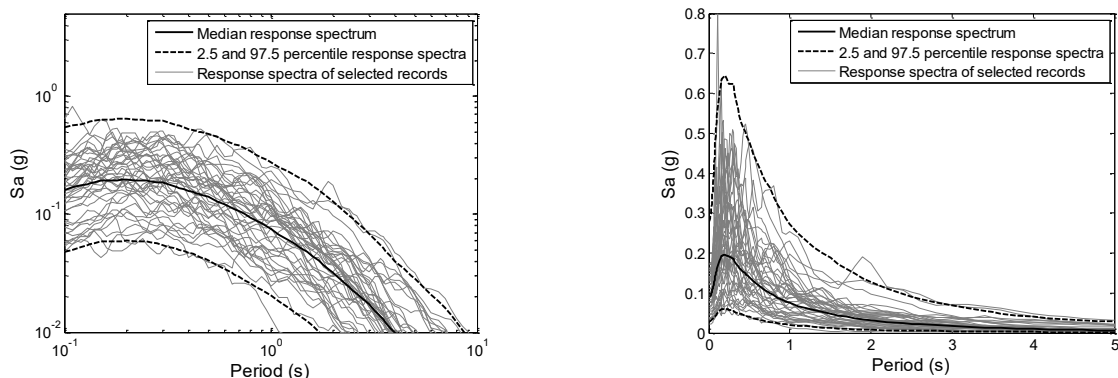 Median response spectrum
2.5 and 97.5 percentile response spectra
Response spectra of selected records
10^0
10^-1
10^-2
10^-1
10^0
10^1
Sa (g)
Period (s)
Median response spectrum
2.5 and 97.5 percentile response spectra
Response spectra of selected records
0.8
0.7
0.6
0.5
0.4
0.3
0.2
0.1
0
0
1
2
3
4
5
Sa (g)
Period (s)